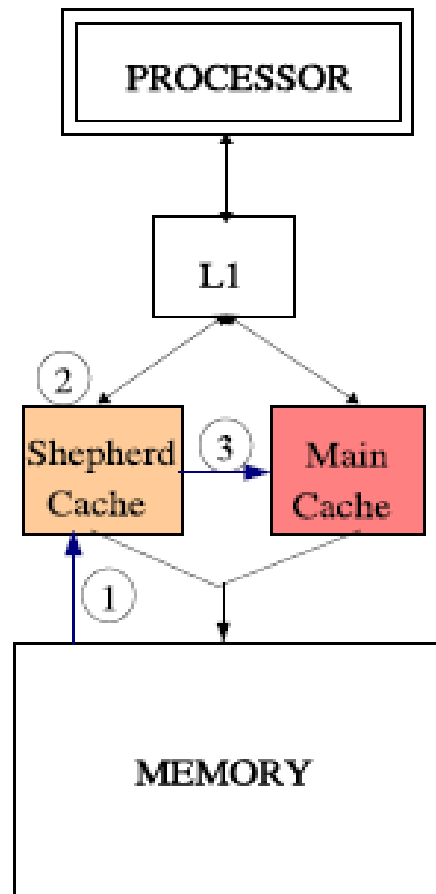 PROCESSOR
L1
2
Shepherd
Cache
3
Main
Cache
1
MEMORY